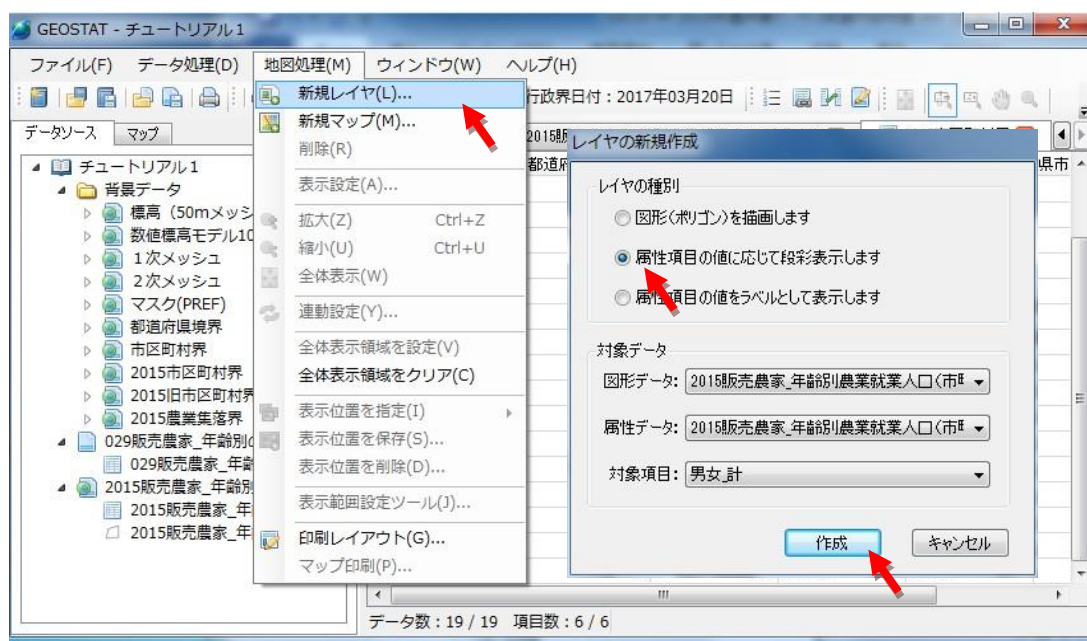 GEOSTAT - チュートリアル1
ファイル(F) データ処理(D) 地図処理(M) ウィンドウ(W) ヘルプ(H)
行政界日付：2017年03月20日
データソース マップ
チュートリアル1
背景データ
標高（50mメッシ
数値標高モデル10
1次メッシュ
2次メッシュ
マスク(PREF)
都道府県境界
市区町村界
2015市区町村界
2015旧市区町村界
2015農業集落界
029販売農家_年齢別
029販売農家_年齢
2015販売農家_年齢別
2015販売農家_年
2015販売農家_年
新規レイヤ(L)...
新規マップ(M)...
削除(R)
表示設定(A)...
拡大(Z) Ctrl+Z
縮小(U) Ctrl+U
全体表示(W)
連動設定(Y)...
全体表示領域を設定(V)
全体表示領域をクリア(C)
表示位置を指定(I)
表示位置を保存(S)...
表示位置を削除(D)...
表示範囲設定ツール(J)...
印刷レイアウト(G)...
マップ印刷(P)...
2015販
都道府
県市
レイヤの新規作成
レイヤの種別
図形(ポリゴン)を描画します
属性項目の値に応じて段彩表示します
属性項目の値をラベルとして表示します
対象データ
図形データ: 2015販売農家_年齢別農業就業人口(市
属性データ: 2015販売農家_年齢別農業就業人口(市
対象項目: 男女_計
作成 キャンセル
データ数：19 / 19 項目数：6 / 6